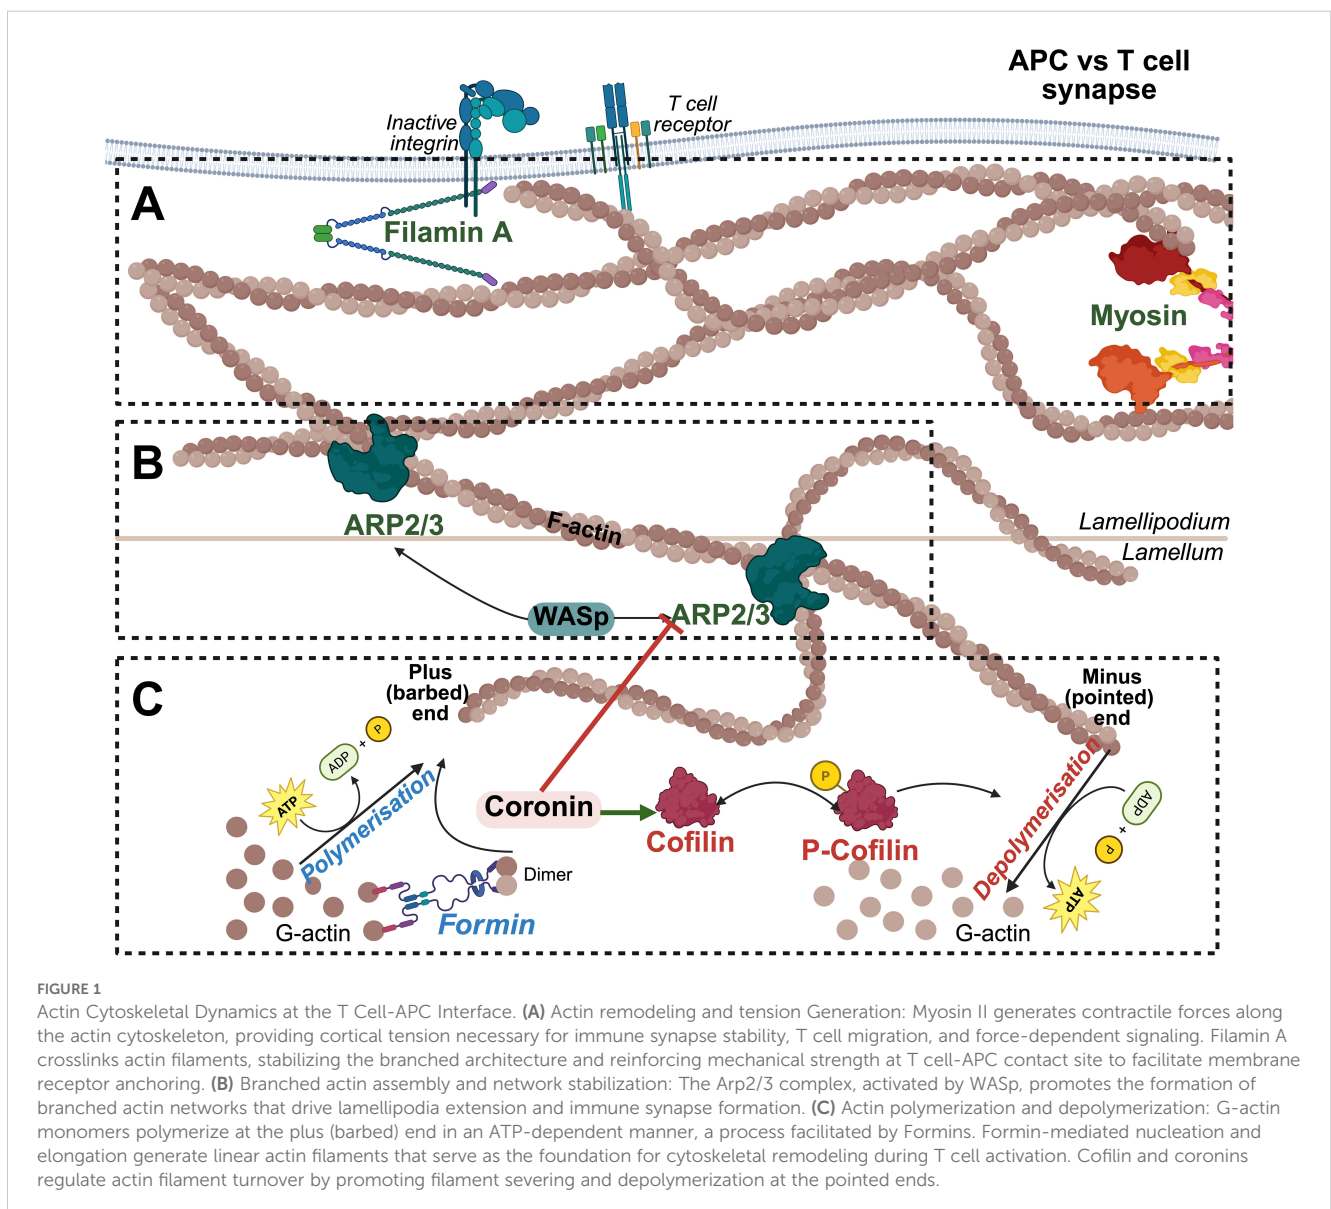 APC vs T cell
synapse
Inactive
integrin
T cell
receptor
A
Filamin A
Myosin
B
ARP2/3
F-actin
Lamellipodium
Lamellum
WASp
ARP2/3
C
Plus
(barbed)
end
Minus
(pointed)
end
P
+
ADP
ATP
Polymerisation
Coronin
Cofilin
P
P-Cofilin
Depolymerisation
ADP
+
P
ATP
Dimer
Formin
G-actin
G-actin
FIGURE 1
Actin Cytoskeletal Dynamics at the T Cell-APC Interface. (A) Actin remodeling and tension Generation: Myosin II generates contractile forces along
the actin cytoskeleton, providing cortical tension necessary for immune synapse stability, T cell migration, and force-dependent signaling. Filamin A
crosslinks actin filaments, stabilizing the branched architecture and reinforcing mechanical strength at T cell-APC contact site to facilitate membrane
receptor anchoring. (B) Branched actin assembly and network stabilization: The Arp2/3 complex, activated by WASp, promotes the formation of
branched actin networks that drive lamellipodia extension and immune synapse formation. (C) Actin polymerization and depolymerization: G-actin
monomers polymerize at the plus (barbed) end in an ATP-dependent manner, a process facilitated by Formins. Formin-mediated nucleation and
elongation generate linear actin filaments that serve as the foundation for cytoskeletal remodeling during T cell activation. Cofilin and coronins
regulate actin filament turnover by promoting filament severing and depolymerization at the pointed ends.